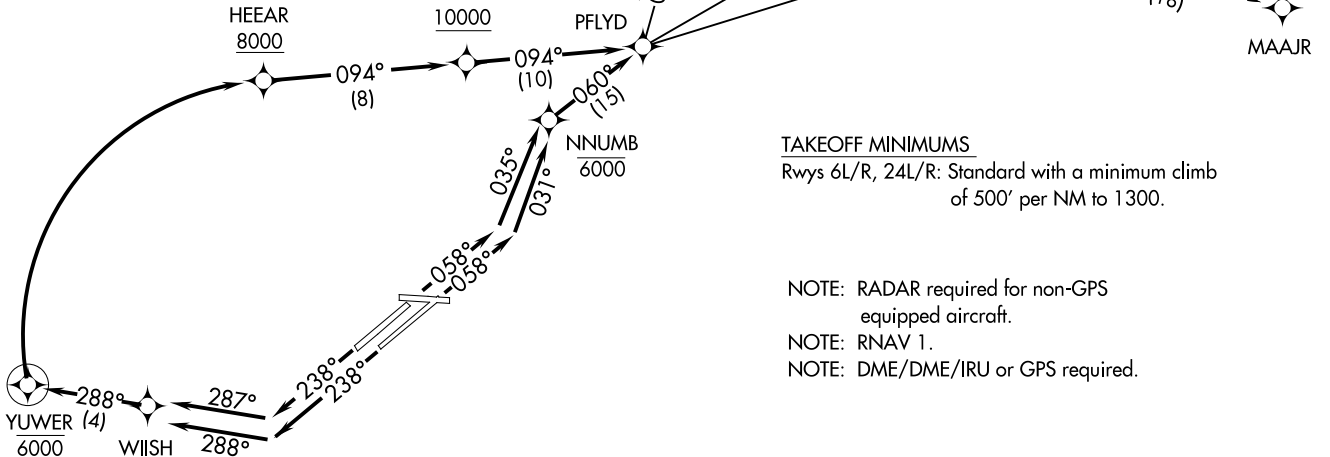 HEEAR
8000
10000
PFLYD
MAAJR
094°
(8)
094°
(10)
060°
(15)
NNUMB
6000
035°
031°
058°
058°
TAKEOFF MINIMUMS
Rwys 6L/R, 24L/R: Standard with a minimum climb
of 500' per NM to 1300.
NOTE: RADAR required for non-GPS
equipped aircraft.
NOTE: RNAV 1.
NOTE: DME/DME/IRU or GPS required.
238°
238°
288°
(4)
287°
288°
YUWER
6000
WIISH